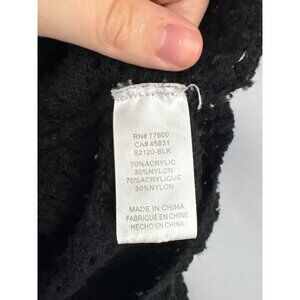 RN# 77600
CA# 45831
S2120-BLK
70%ACRYLIC
30%NYLON
70%ACRYLIQUE
30%NYLON
MADE IN CHINA
FABRIQUÉ EN CHINE
HECHO EN CHINA